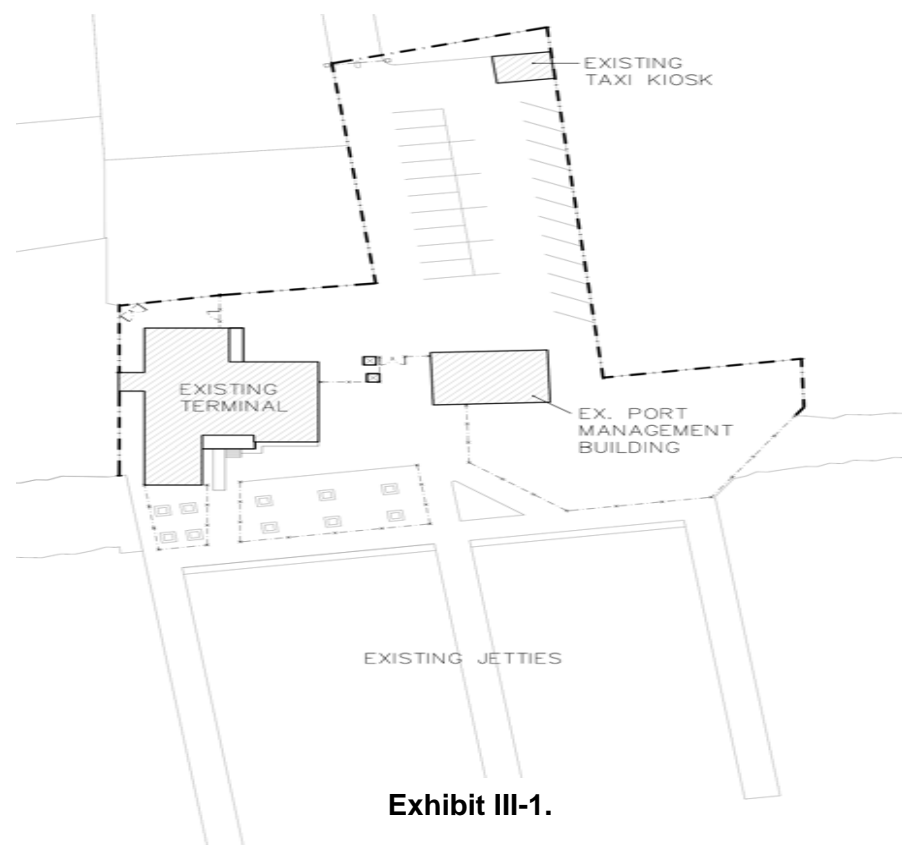 EXISTING
TAXI KIOSK
EXISTING
TERMINAL
EX. PORT
MANAGEMENT
BUILDING
EXISTING JETTIES
Exhibit III-1.